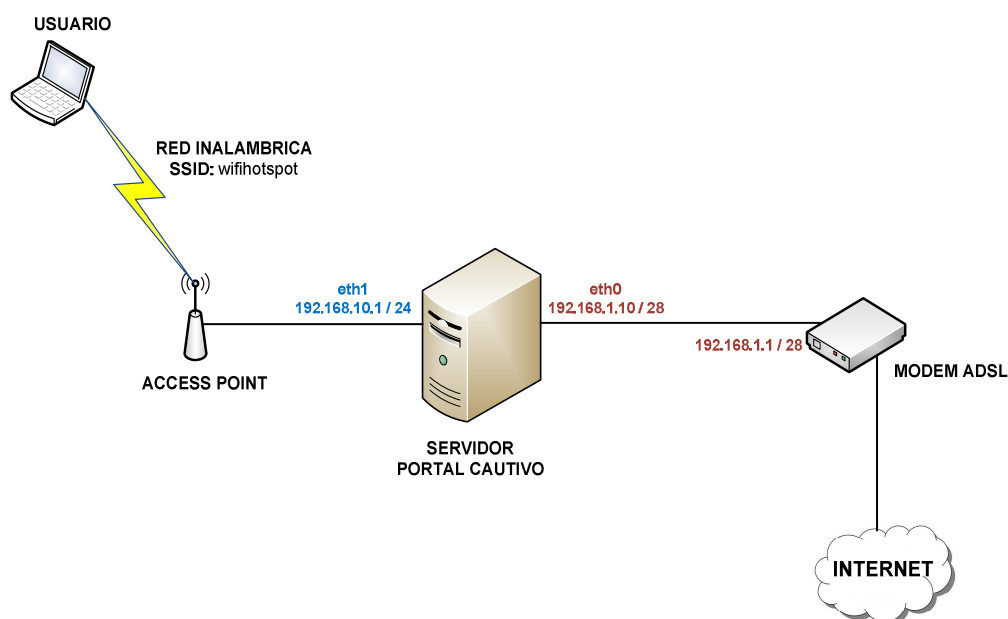 USUARIO
RED INALAMBRICA
SSID: wifihotspot
eth1
192.168.10.1 / 24
eth0
192.168.1.10 / 28
192.168.1.1 / 28
ACCESS POINT
MODEM ADSL
SERVIDOR
PORTAL CAUTIVO
INTERNET